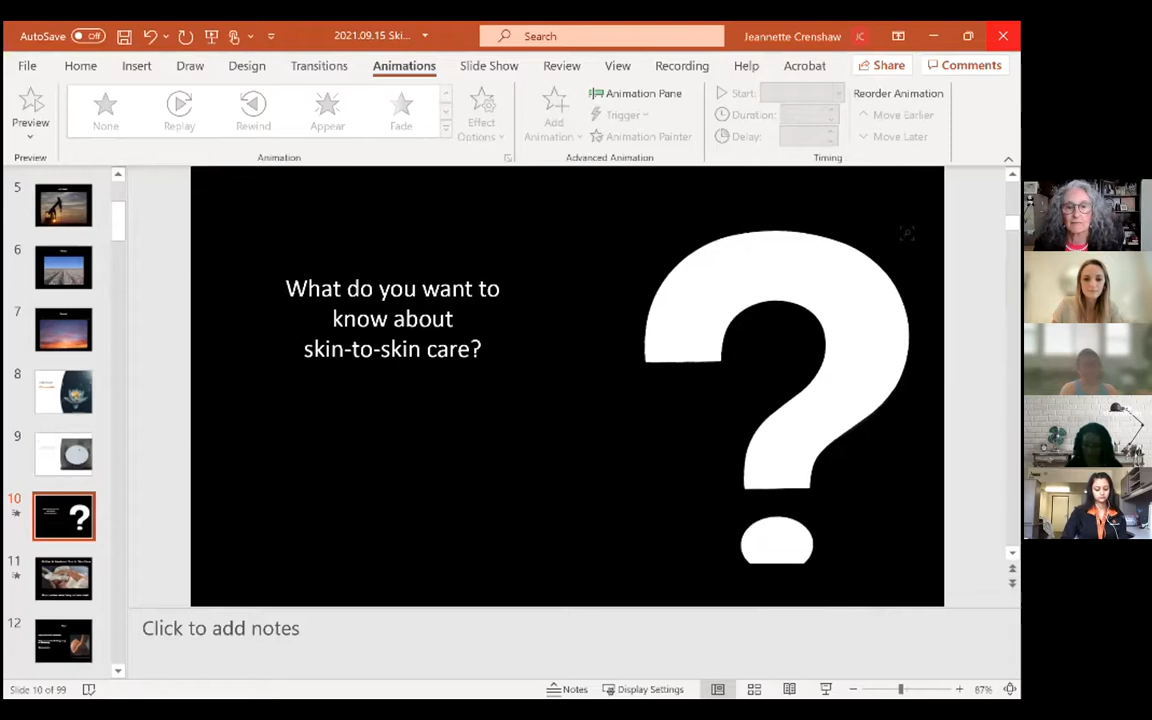 AutoSave Off 2021.09.15 Ski... Search Jeannette Crenshaw JC
File Home Insert Draw Design Transitions Animations Slide Show Review View Recording Help Acrobat Share Comments
Preview
None Replay Rewind Appear Fade
Effect
Options
Add
Animation
Animation Pane
Trigger
Animation Painter
Start:
Duration:
Delay:
Reorder Animation
Move Earlier
Move Later
Preview Animation Advanced Animation Timing
5
6
7
8
9
10
11
12
What do you want to
know about
skin-to-skin care?
?
Click to add notes
Slide 10 of 99 Notes Display Settings 87%